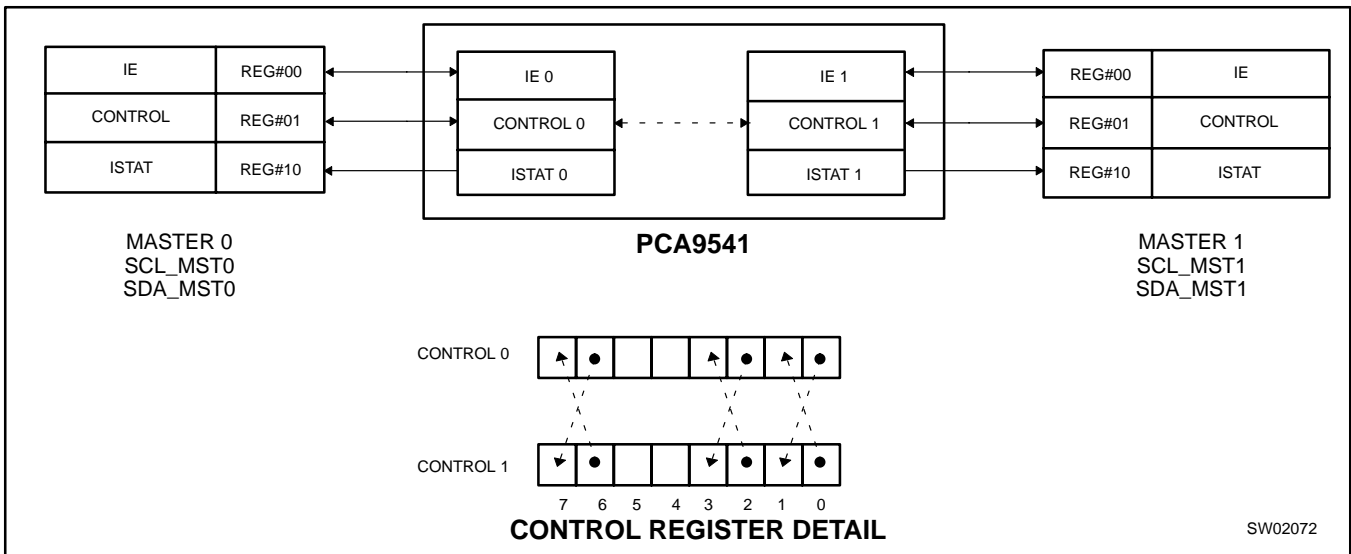 IE REG#00 IE 0 IE 1 REG#00 IE
CONTROL REG#01 CONTROL 0 CONTROL 1 REG#01 CONTROL
ISTAT REG#10 ISTAT 0 ISTAT 1 REG#10 ISTAT
PCA9541
MASTER 0
SCL_MST0
SDA_MST0
MASTER 1
SCL_MST1
SDA_MST1
CONTROL 0
CONTROL 1
7 6 5 4 3 2 1 0
CONTROL REGISTER DETAIL
SW02072